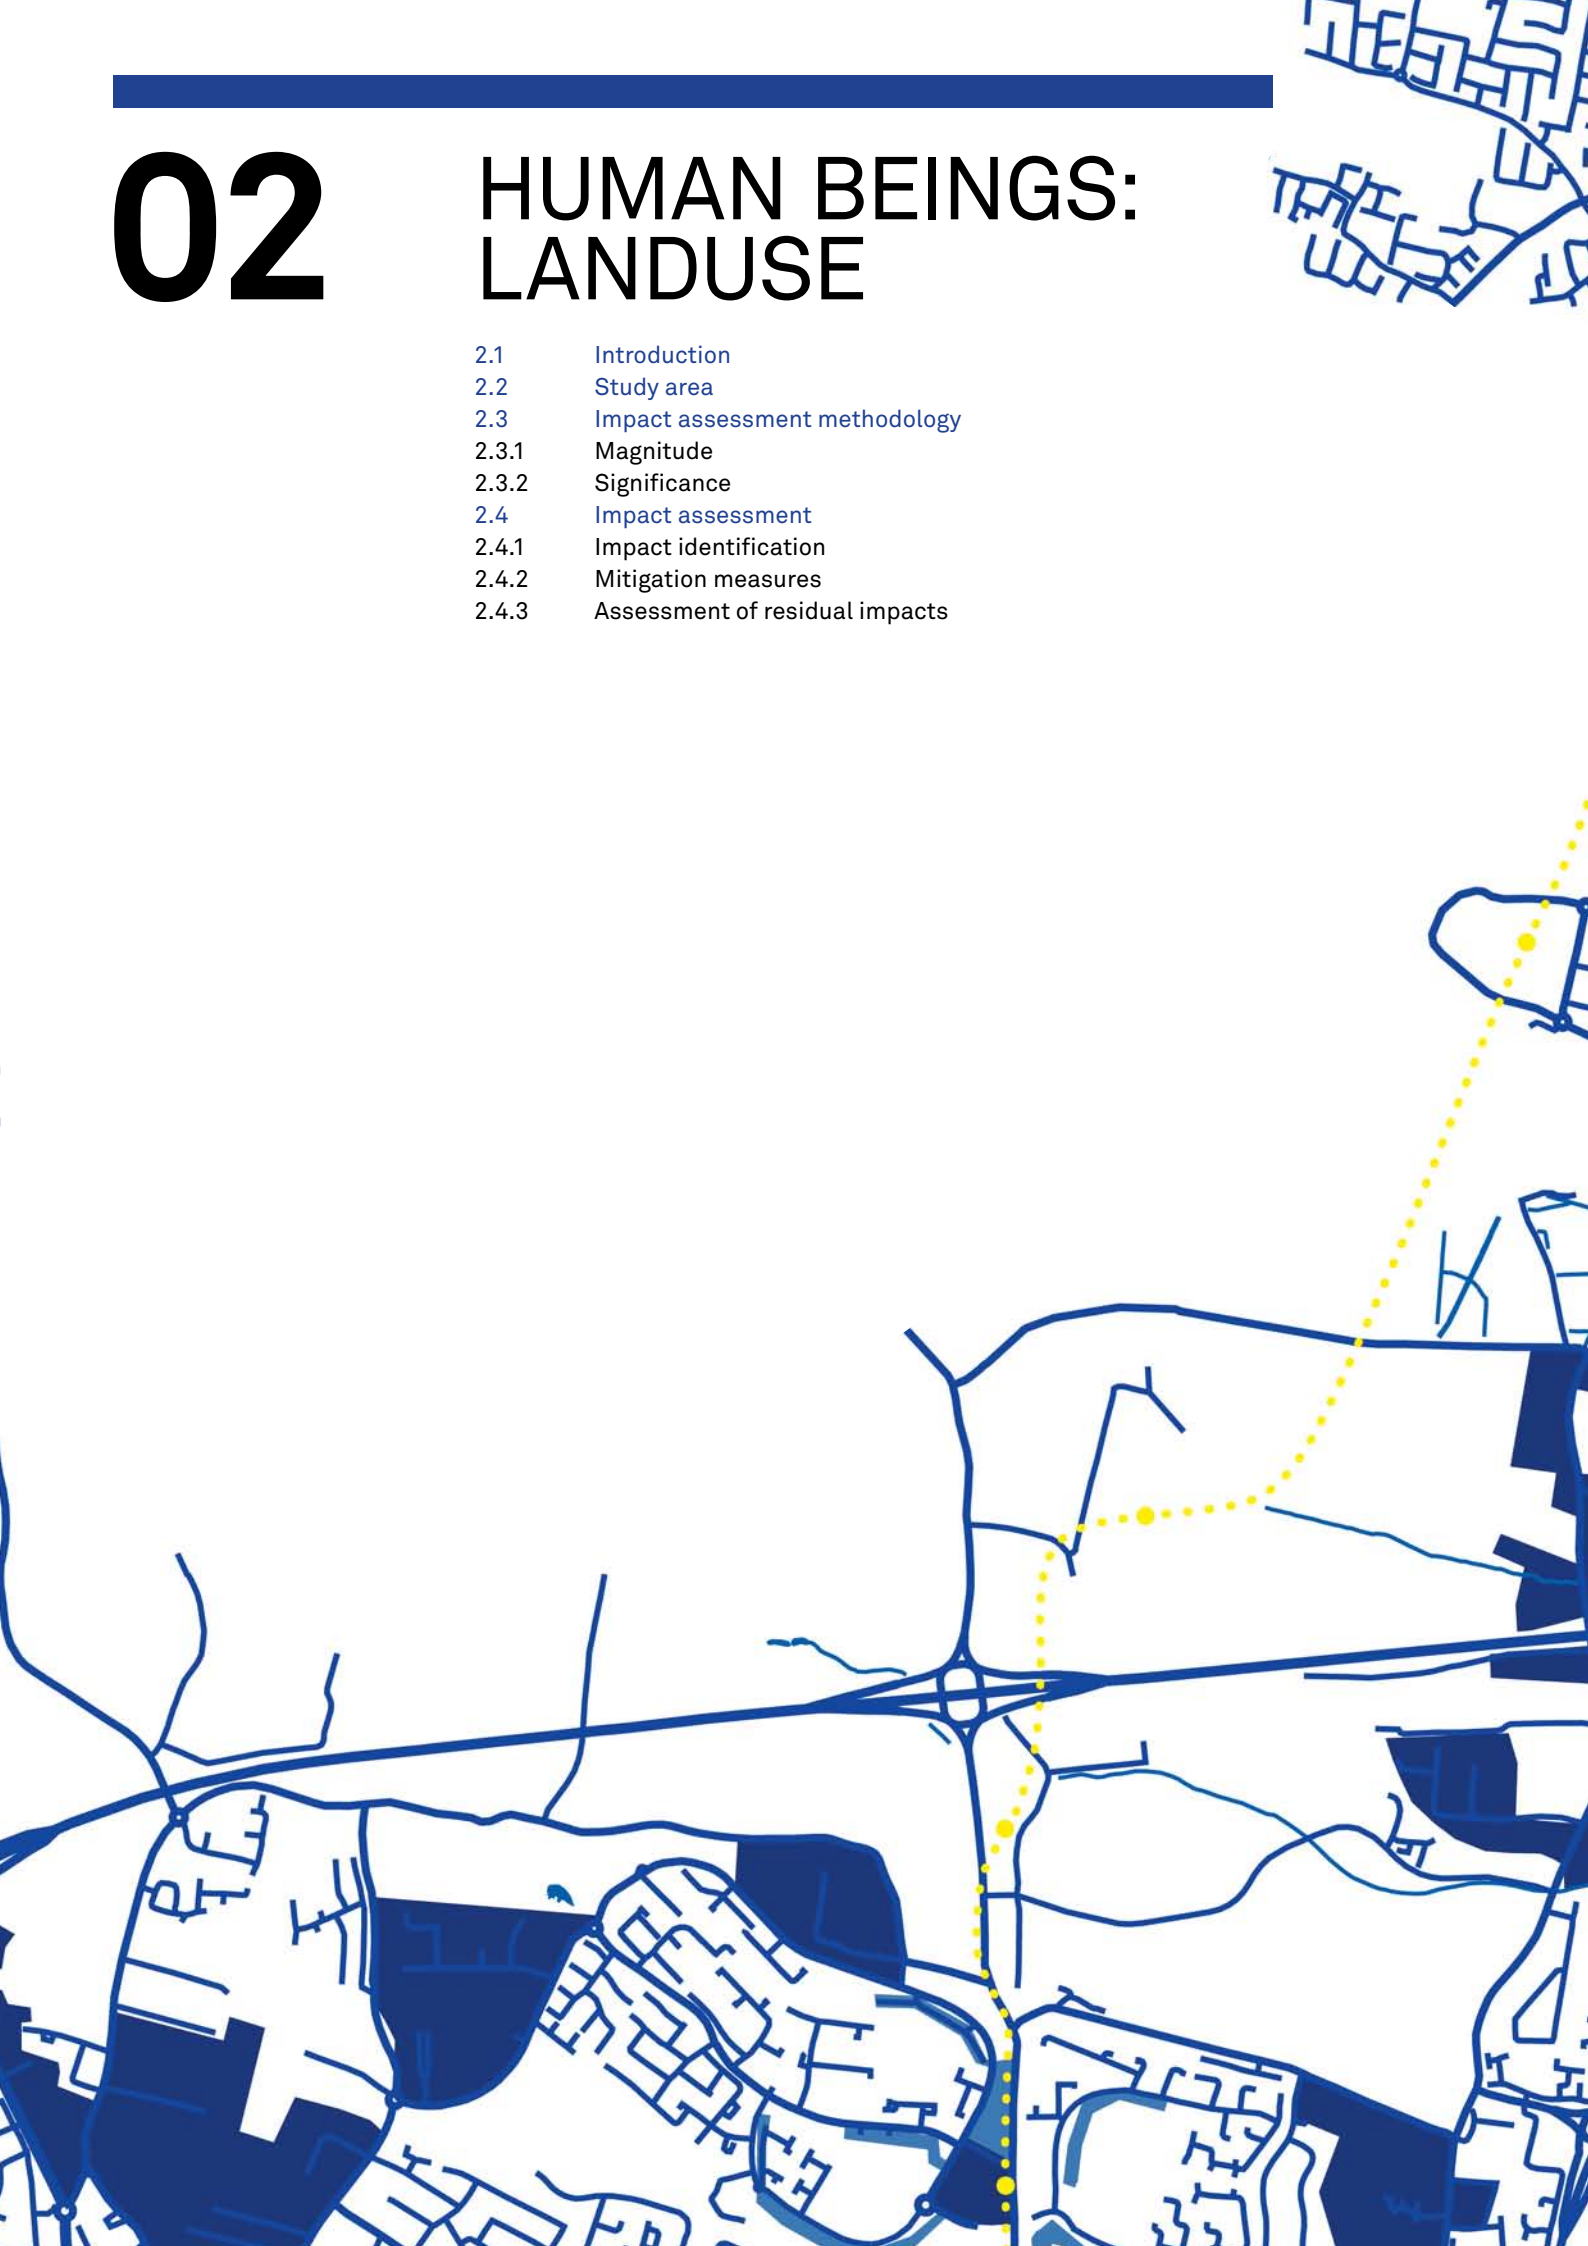 02
HUMAN BEINGS:
LANDUSE
2.1 Introduction
2.2 Study area
2.3 Impact assessment methodology
2.3.1 Magnitude
2.3.2 Significance
2.4 Impact assessment
2.4.1 Impact identification
2.4.2 Mitigation measures
2.4.3 Assessment of residual impacts